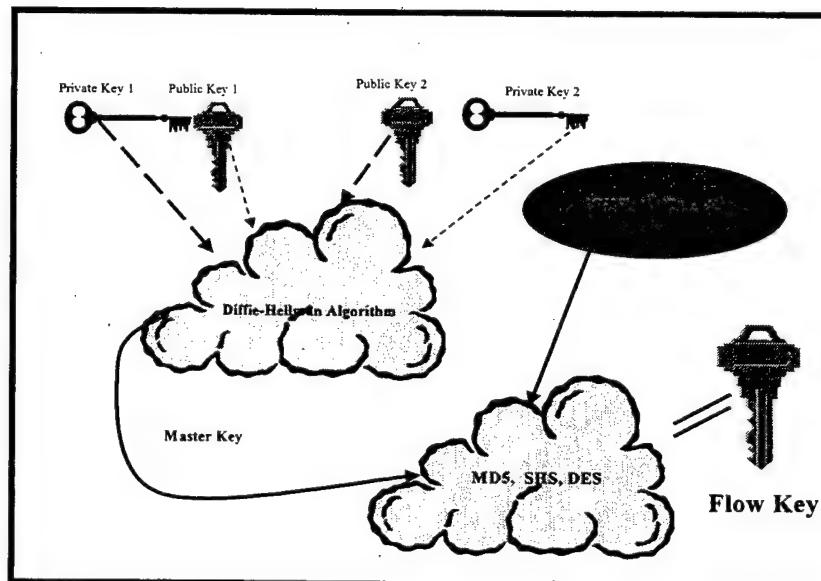 Private Key 1
Public Key 1
Public Key 2
Private Key 2
Diffie-Hellman Algorithm
Master Key
MD5, SHS, DES
Flow Key